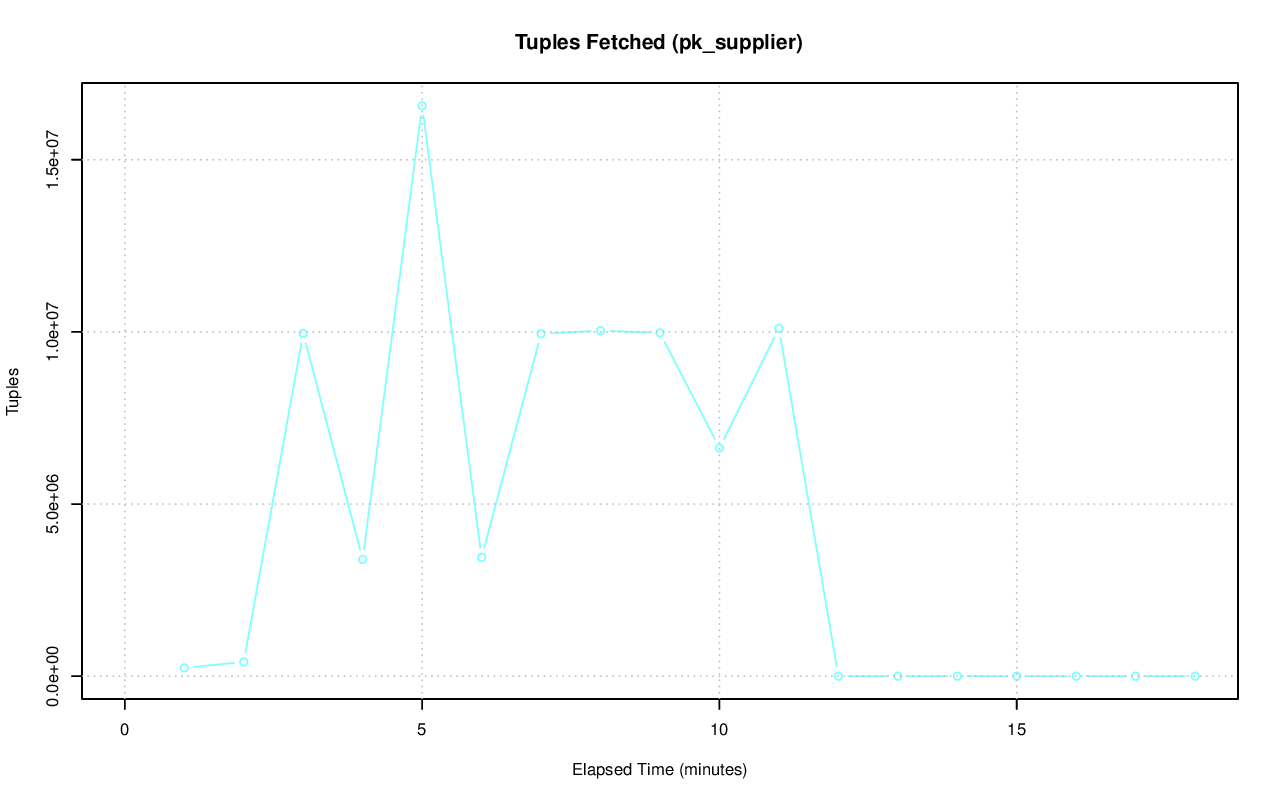 Tuples Fetched (pk_supplier)
1.5e+07
1.0e+07
5.0e+06
0.0e+00
Tuples
0 5 10 15
Elapsed Time (minutes)